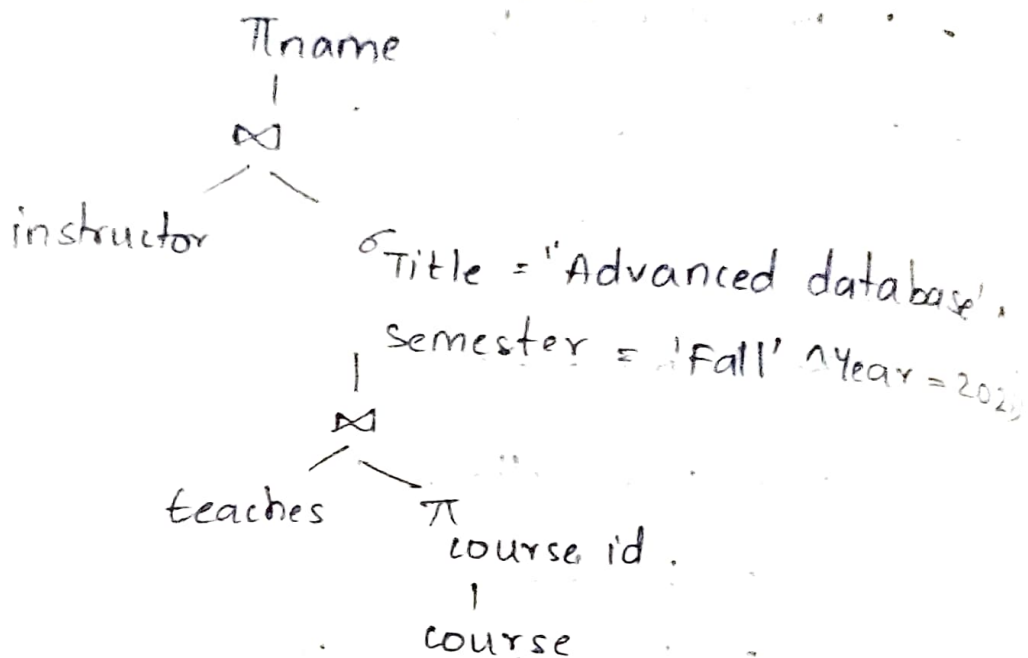 πname
⋈
instructor
σTitle = "Advanced database'.
semester = 'Fall' ^Year =
⋈
teaches
π
course id.
course